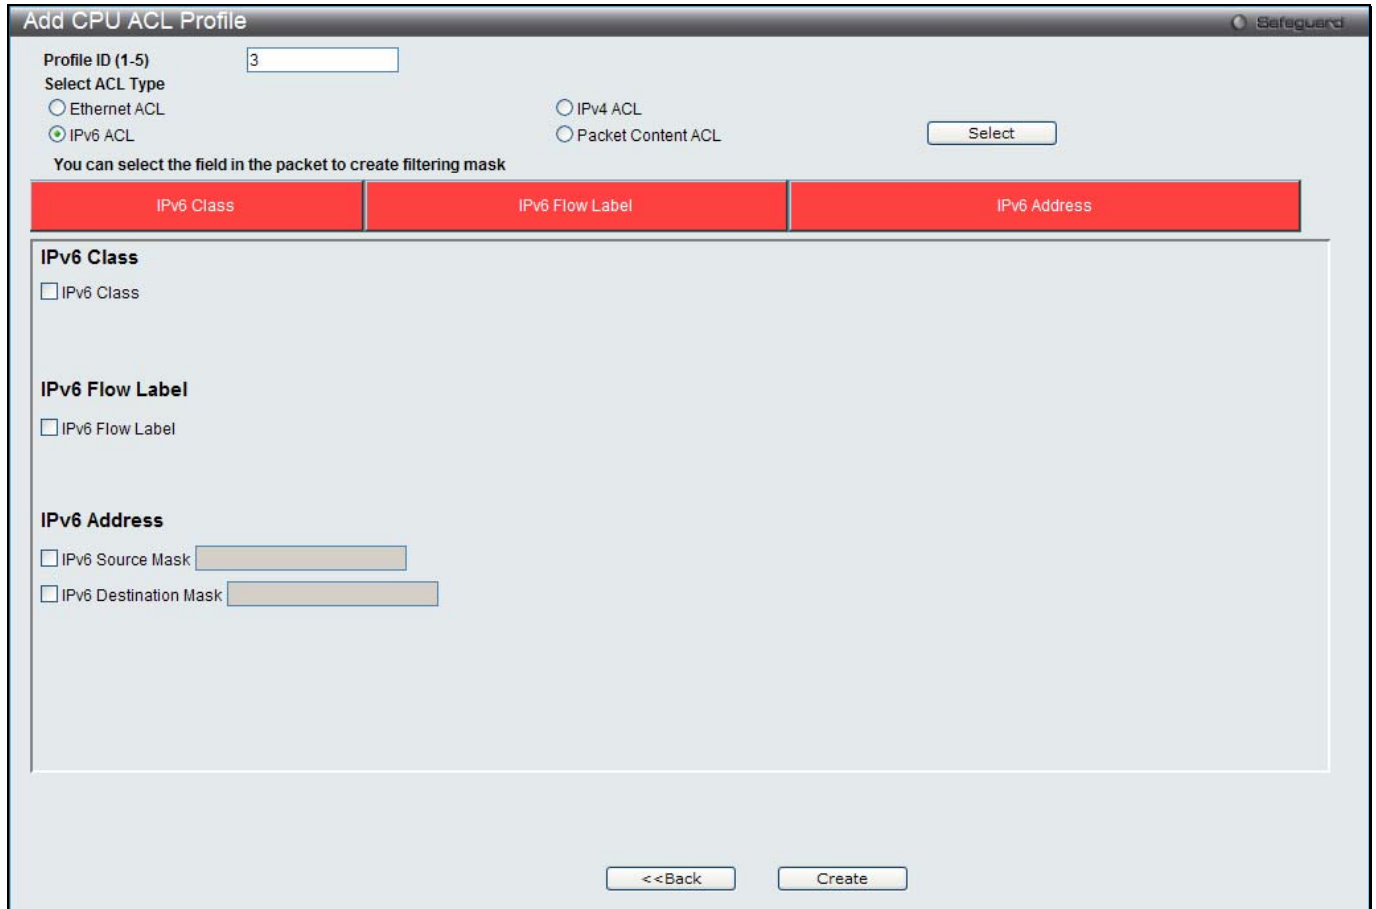 Add CPU ACL Profile
Safeguard
Profile ID (1-5) 3
Select ACL Type
Ethernet ACL IPv4 ACL
IPv6 ACL Packet Content ACL Select
You can select the field in the packet to create filtering mask
IPv6 Class IPv6 Flow Label IPv6 Address
IPv6 Class
IPv6 Class
IPv6 Flow Label
IPv6 Flow Label
IPv6 Address
IPv6 Source Mask
IPv6 Destination Mask
<<Back Create